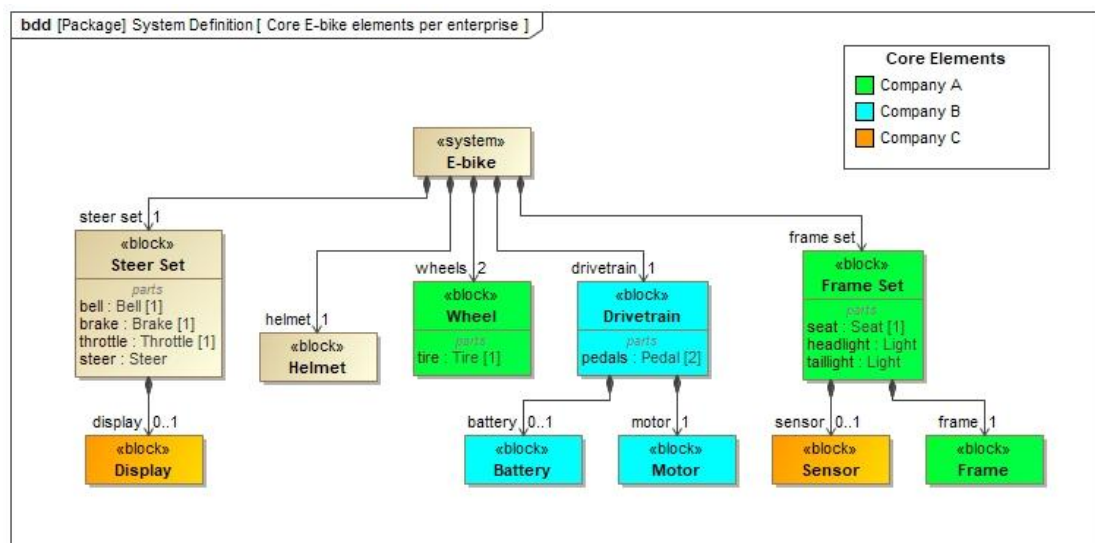 bdd [Package] System Definition [ Core E-bike elements per enterprise ]
Core Elements
Company A
Company B
Company C
«system»
E-bike
steer set 1
«block»
Steer Set
parts
bell : Bell [1]
brake : Brake [1]
throttle : Throttle [1]
steer : Steer
helmet 1
«block»
Helmet
wheels 2
«block»
Wheel
parts
tire : Tire [1]
drivetrain 1
«block»
Drivetrain
parts
pedals : Pedal [2]
frame set
«block»
Frame Set
parts
seat : Seat [1]
headlight : Light
taillight : Light
display 0..1
«block»
Display
battery 0..1
«block»
Battery
motor 1
«block»
Motor
sensor 0..1
«block»
Sensor
frame 1
«block»
Frame